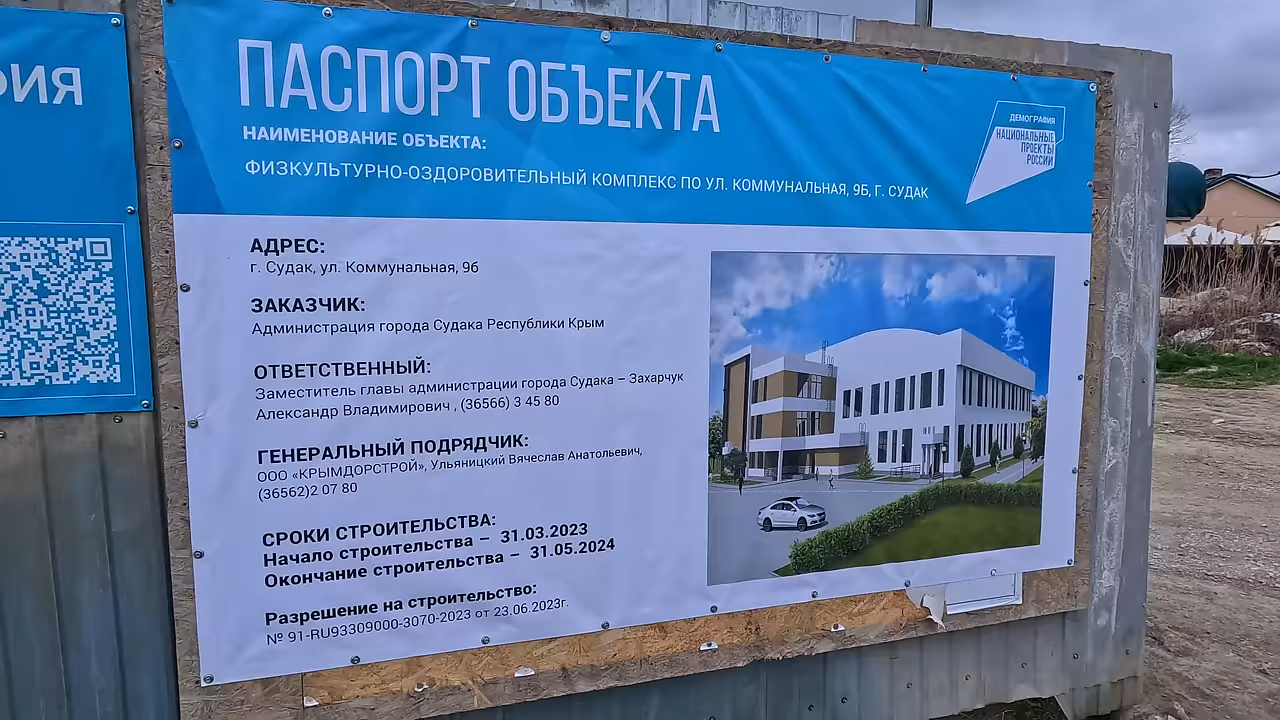 ФИЯ
ПАСПОРТ ОБЪЕКТА
НАИМЕНОВАНИЕ ОБЪЕКТА:
ФИЗКУЛЬТУРНО-ОЗДОРОВИТЕЛЬНЫЙ КОМПЛЕКС ПО УЛ. КОММУНАЛЬНАЯ, 9Б, Г. СУДАК
ДЕМОГРАФИЯ
НАЦИОНАЛЬНЫЕ
ПРОЕКТЫ
РОССИИ
АДРЕС:
г. Судак, ул. Коммунальная, 9б
ЗАКАЗЧИК:
Администрация города Судака Республики Крым
ОТВЕТСТВЕННЫЙ:
Заместитель главы администрации города Судака – Захарчук
Александр Владимирович , (36566) 3 45 80
ГЕНЕРАЛЬНЫЙ ПОДРЯДЧИК:
ООО «КРЫМДОРСТРОЙ», Ульяницкий Вячеслав Анатольевич,
(36562)2 07 80
СРОКИ СТРОИТЕЛЬСТВА:
Начало строительства – 31.03.2023
Окончание строительства – 31.05.2024
Разрешение на строительство:
№ 91-RU93309000-3070-2023 от 23.06.2023г.